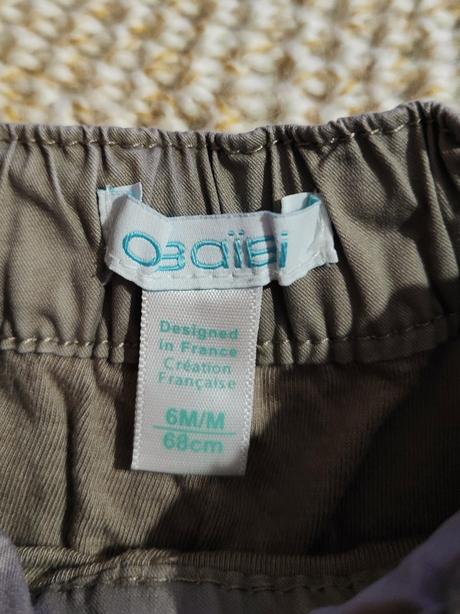 Obaïbi
Designed
in France
Création
Française
6M/M
68cm